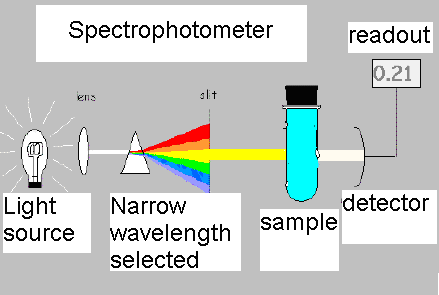 Spectrophotometer
readout
0.21
lens
slit
Light
source
Narrow
wavelength
selected
sample
detector